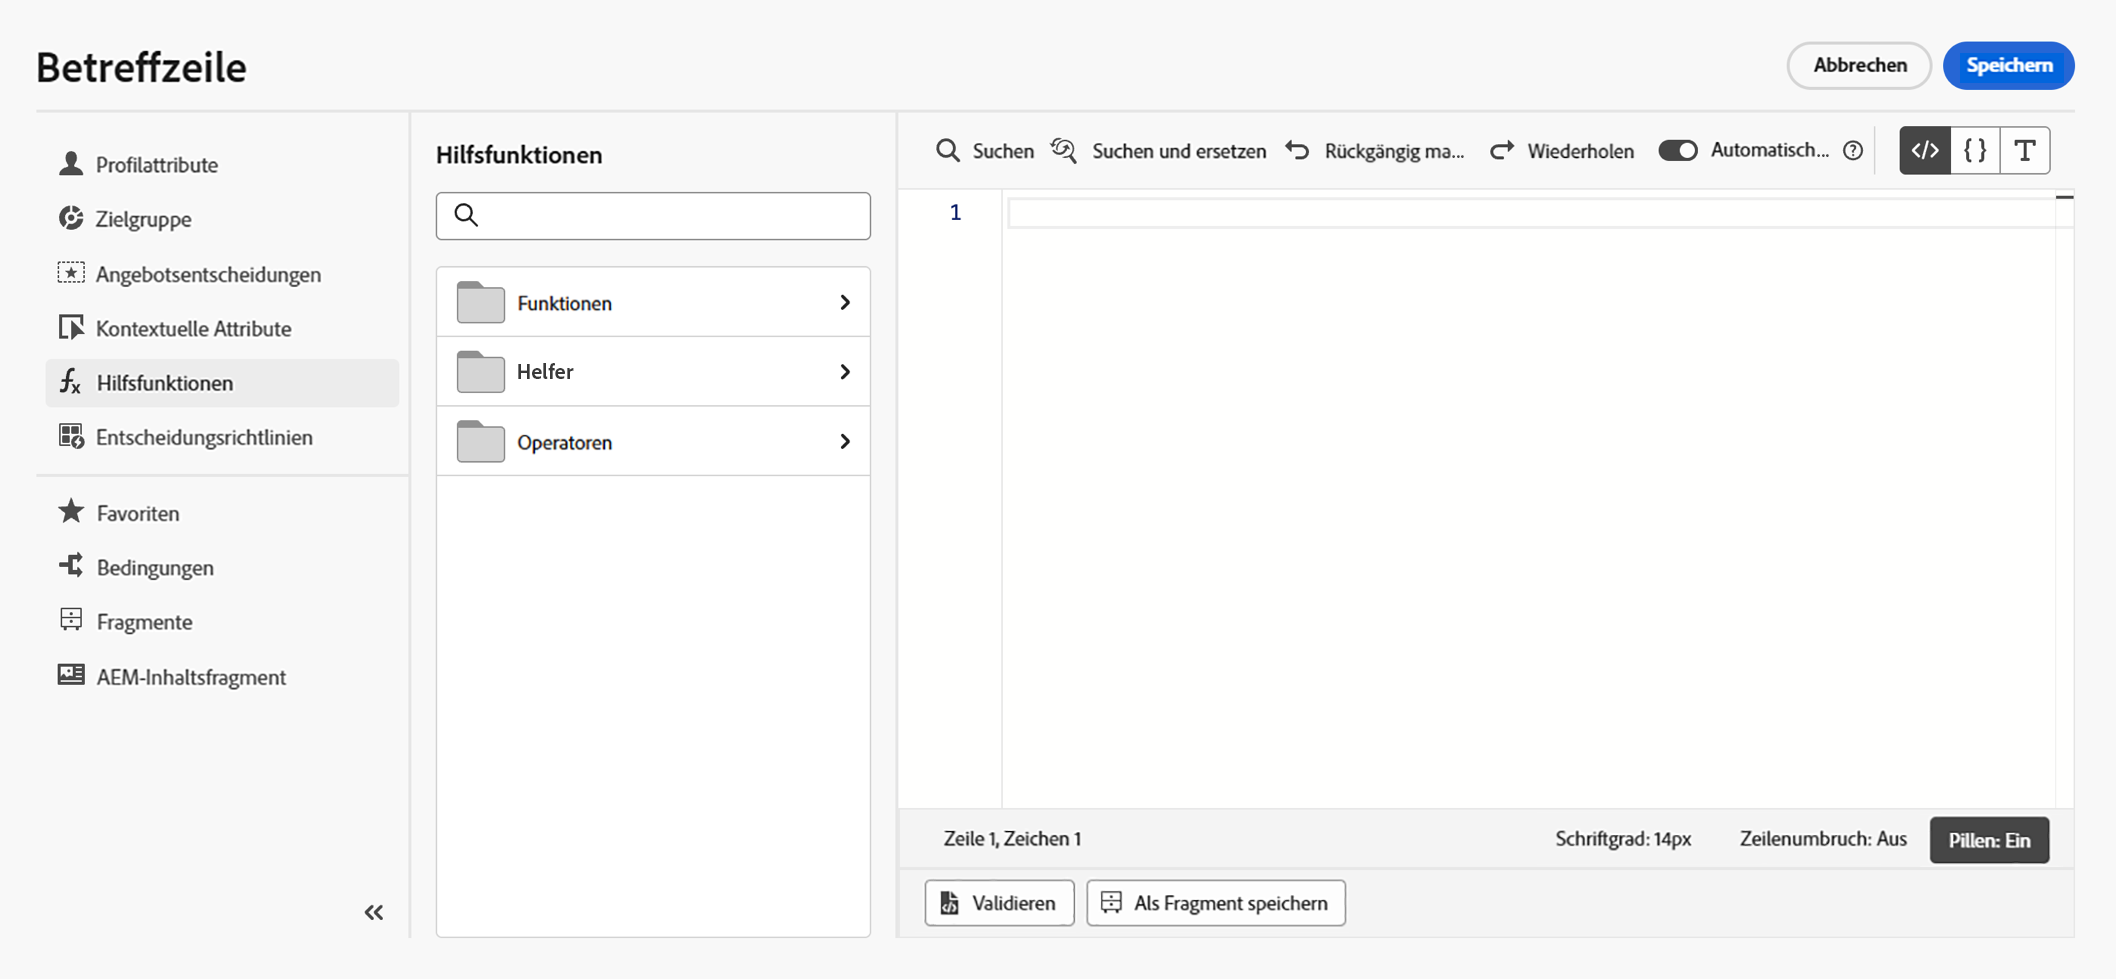 Betreffzeile
Abbrechen
Speichern
Profilattribute
Zielgruppe
Angebotsentscheidungen
Kontextuelle Attribute
Hilfsfunktionen
Entscheidungsrichtlinien
Favoriten
Bedingungen
Fragmente
AEM-Inhaltsfragment
Hilfsfunktionen
Funktionen
Helfer
Operatoren
Suchen
Suchen und ersetzen
Rückgängig ma...
Wiederholen
Automatisch...
1
Zeile 1, Zeichen 1
Schriftgrad: 14px
Zeilenumbruch: Aus
Pillen: Ein
Validieren
Als Fragment speichern